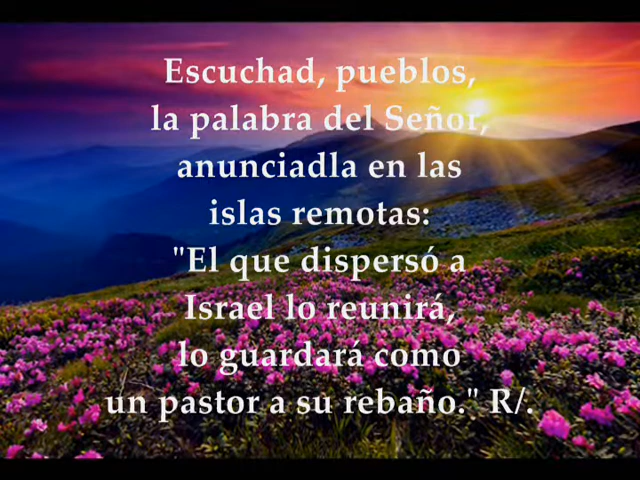 Escuchad, pueblos,
la palabra del Señor,
anunciadla en las
islas remotas:
"El que dispersó a
Israel lo reunirá,
lo guardará como
un pastor a su rebaño." R/.